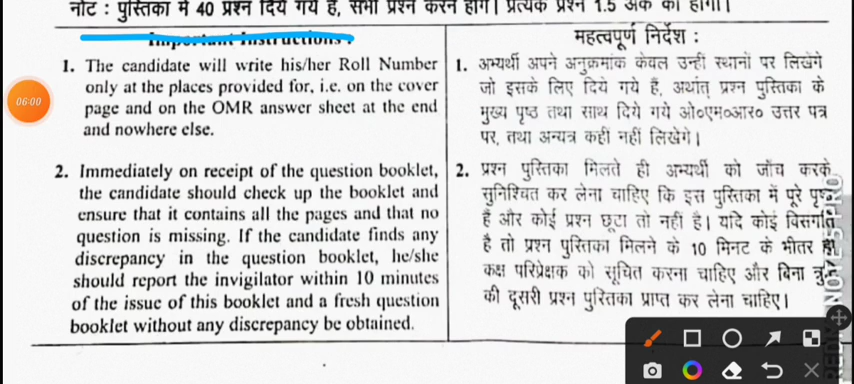 नोट : पुस्तिका में 40 प्रश्न दिये गये हैं, सभी प्रश्न करने होंगे। प्रत्येक प्रश्न 1.5 अंक का होगा।
Important Instructions :
1. The candidate will write his/her Roll Number
only at the places provided for, i.e. on the cover
page and on the OMR answer sheet at the end
and nowhere else.
2. Immediately on receipt of the question booklet,
the candidate should check up the booklet and
ensure that it contains all the pages and that no
question is missing. If the candidate finds any
discrepancy in the question booklet, he/she
should report the invigilator within 10 minutes
of the issue of this booklet and a fresh question
booklet without any discrepancy be obtained.
महत्वपूर्ण निर्देश :
1. अभ्यर्थी अपने अनुक्रमांक केवल उन्हीं स्थानों पर लिखेंगे
जो इसके लिए दिये गये हैं, अर्थात् प्रश्न पुस्तिका के
मुख्य पृष्ठ तथा साथ दिये गये ओ०एम०आर० उत्तर पत्र
पर, तथा अन्यत्र कहीं नहीं लिखेंगे।
2. प्रश्न पुस्तिका मिलते ही अभ्यर्थी को जाँच करके
सुनिश्चित कर लेना चाहिए कि इस पुस्तिका में पूरे पृष्ठ
हैं और कोई प्रश्न छूटा तो नहीं है। यदि कोई विसंगति
है तो प्रश्न पुस्तिका मिलने के 10 मिनट के भीतर ही
कक्ष परिप्रेक्षक को सूचित करना चाहिए और बिना त्रुटि
की दूसरी प्रश्न पुस्तिका प्राप्त कर लेना चाहिए।
06:00
NOTE 5 PRO